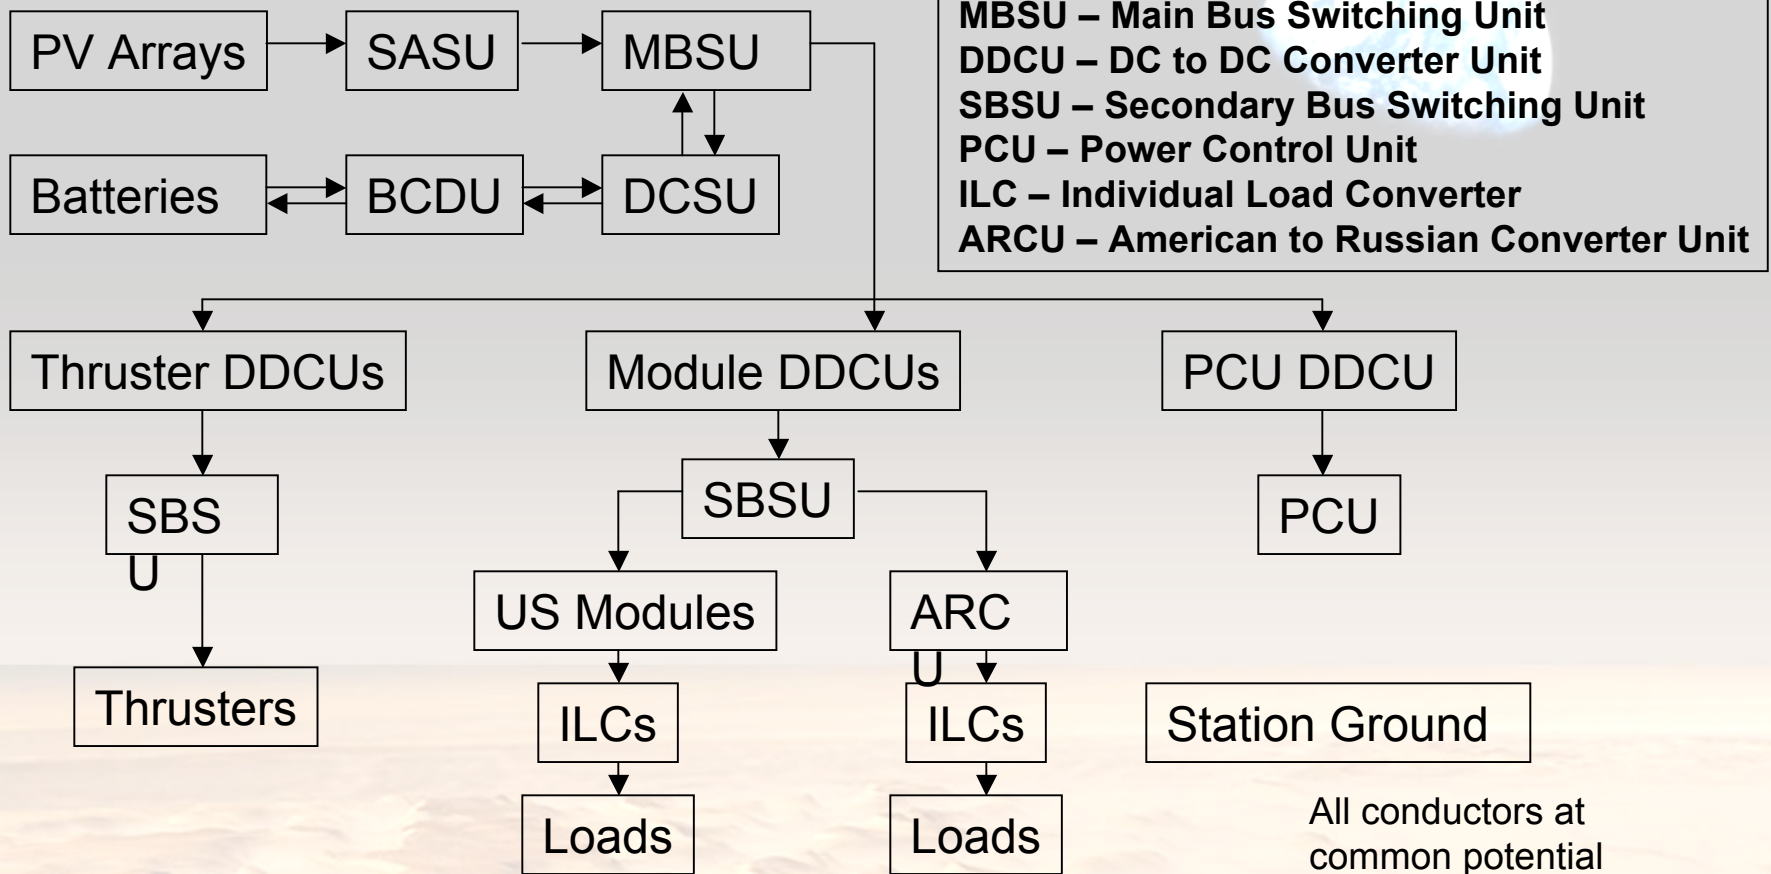 PV Arrays
SASU
MBSU
MBSU – Main Bus Switching Unit
DDCU – DC to DC Converter Unit
SBSU – Secondary Bus Switching Unit
PCU – Power Control Unit
ILC – Individual Load Converter
ARCU – American to Russian Converter Unit
Batteries
BCDU
DCSU
Thruster DDCUs
Module DDCUs
PCU DDCU
SBS
U
SBSU
PCU
US Modules
ARC
U
Thrusters
ILCs
ILCs
Station Ground
Loads
Loads
All conductors at
common potential